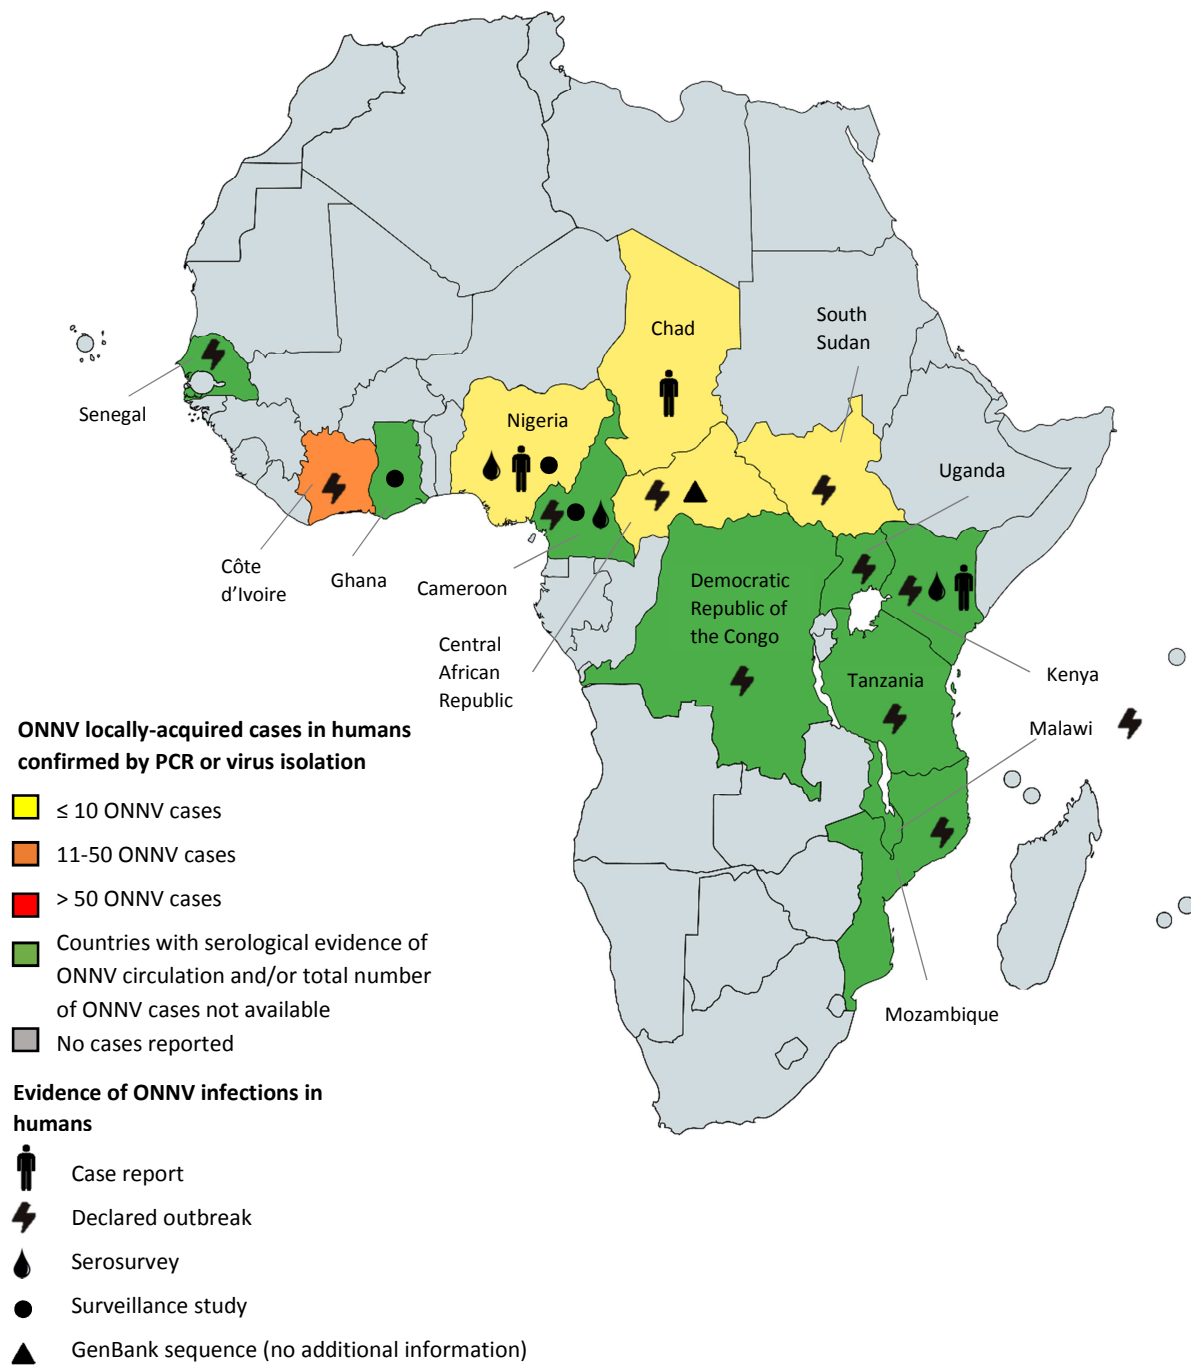 Chad
South
Sudan
Senegal
Nigeria
Uganda
Côte
d’Ivoire
Ghana
Cameroon
Democratic
Republic of
the Congo
Central
African
Republic
Kenya
Tanzania
Malawi
Mozambique
ONNV locally-acquired cases in humans
confirmed by PCR or virus isolation
≤ 10 ONNV cases
11-50 ONNV cases
> 50 ONNV cases
Countries with serological evidence of
ONNV circulation and/or total number
of ONNV cases not available
No cases reported
Evidence of ONNV infections in
humans
Case report
Declared outbreak
Serosurvey
Surveillance study
GenBank sequence (no additional information)